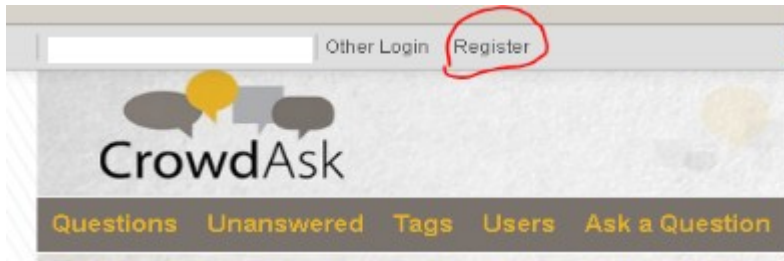 Other Login Register
CrowdAsk
Questions Unanswered Tags Users Ask a Question